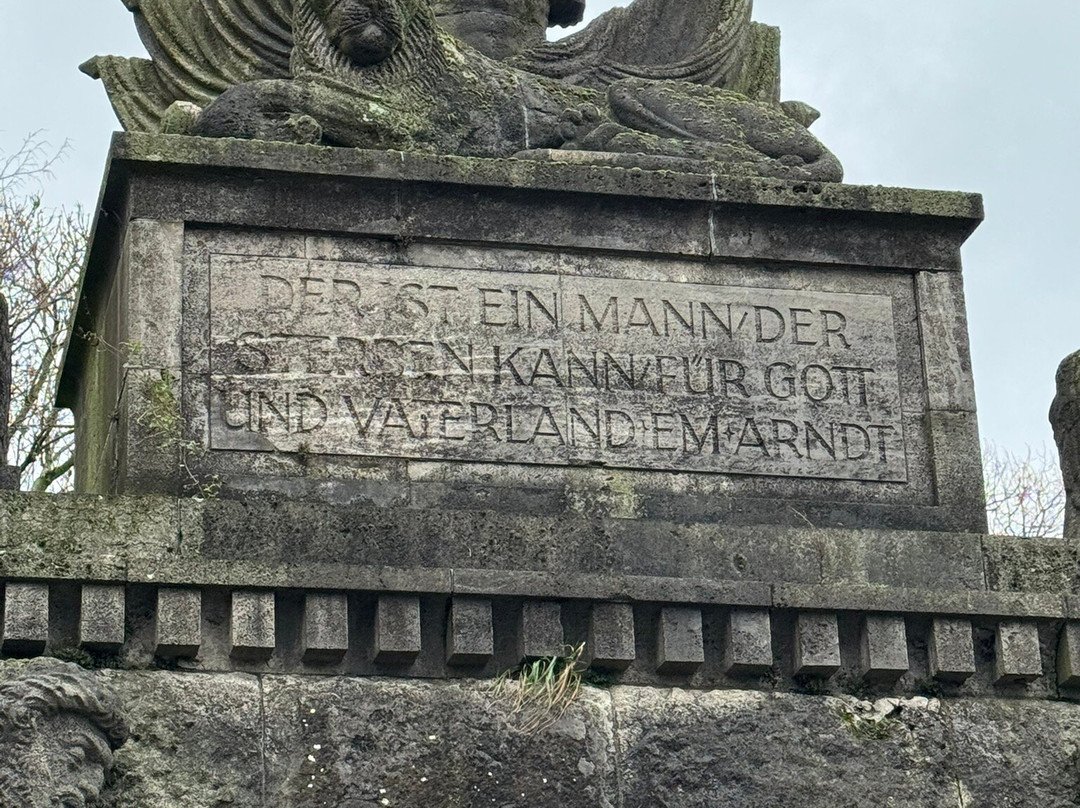 DER IST EIN MANN/DER
STERBEN KANN/FÜR GOTT
UND VATERLAND+EM+ARNDT